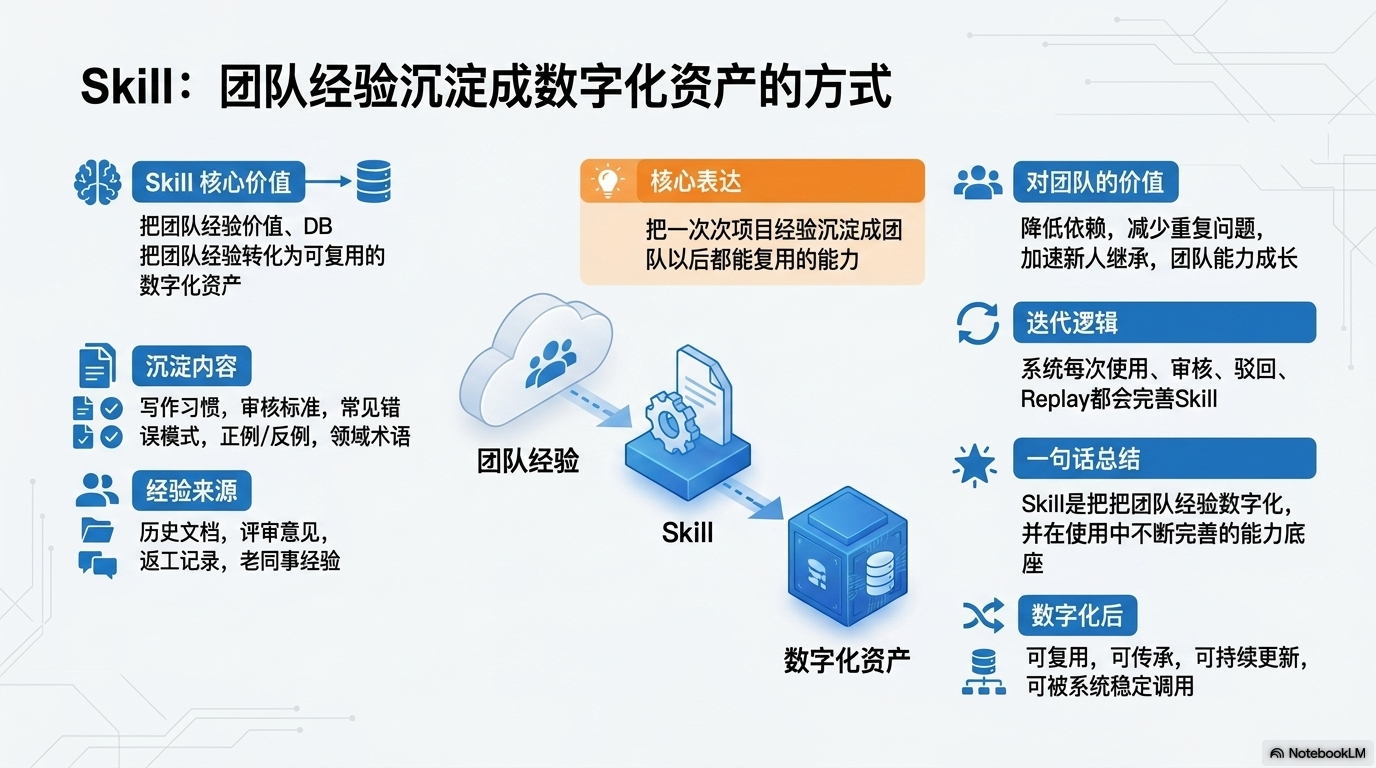 Skill：团队经验沉淀成数字化资产的方式
Skill 核心价值
把团队经验价值、DB
把团队经验转化为可复用的
数字化资产
沉淀内容
写作习惯，审核标准，常见错
误模式，正例/反例，领域术语
经验来源
历史文档，评审意见，
返工记录，老同事经验
核心表达
把一次次项目经验沉淀成团
队以后都能复用的能力
团队经验
Skill
数字化资产
对团队的价值
降低依赖，减少重复问题，
加速新人继承，团队能力成长
迭代逻辑
系统每次使用、审核、驳回、
Replay都会完善Skill
一句话总结
Skill是把把团队经验数字化，
并在使用中不断完善的能力底
座
数字化后
可复用，可传承，可持续更新，
可被系统稳定调用
NotebookLM